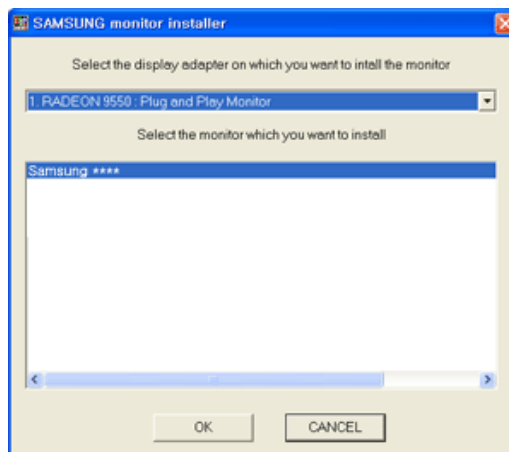 SAMSUNG monitor installer
Select the display adapter on which you want to intall the monitor
1. RADEON 9550 : Plug and Play Monitor
Select the monitor which you want to install
Samsung ****
OK
CANCEL